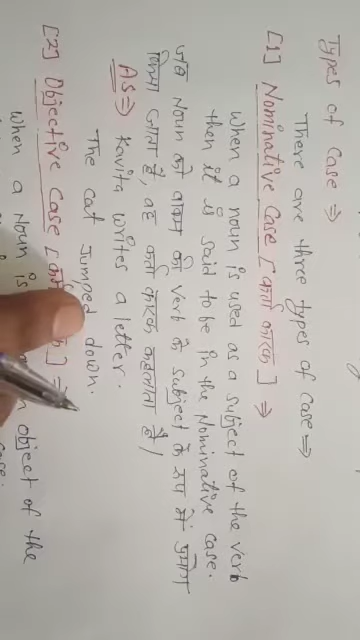 Types of case ⇒
There are three types of case ⇒
[1] Nominative Case [कर्ता कारक] ⇒
When a noun is used as a subject of the verb
then it is said to be in the Nominative case.
जब Noun को वाक्य की verb के subject के रूप में प्रयोग
किया जाता है, वह कर्ता कारक कहलाता है।
As ⇒ Kavita writes a letter.
The cat jumped down.
[2] Objective Case [ ] ⇒
When a Noun is object of the
case.